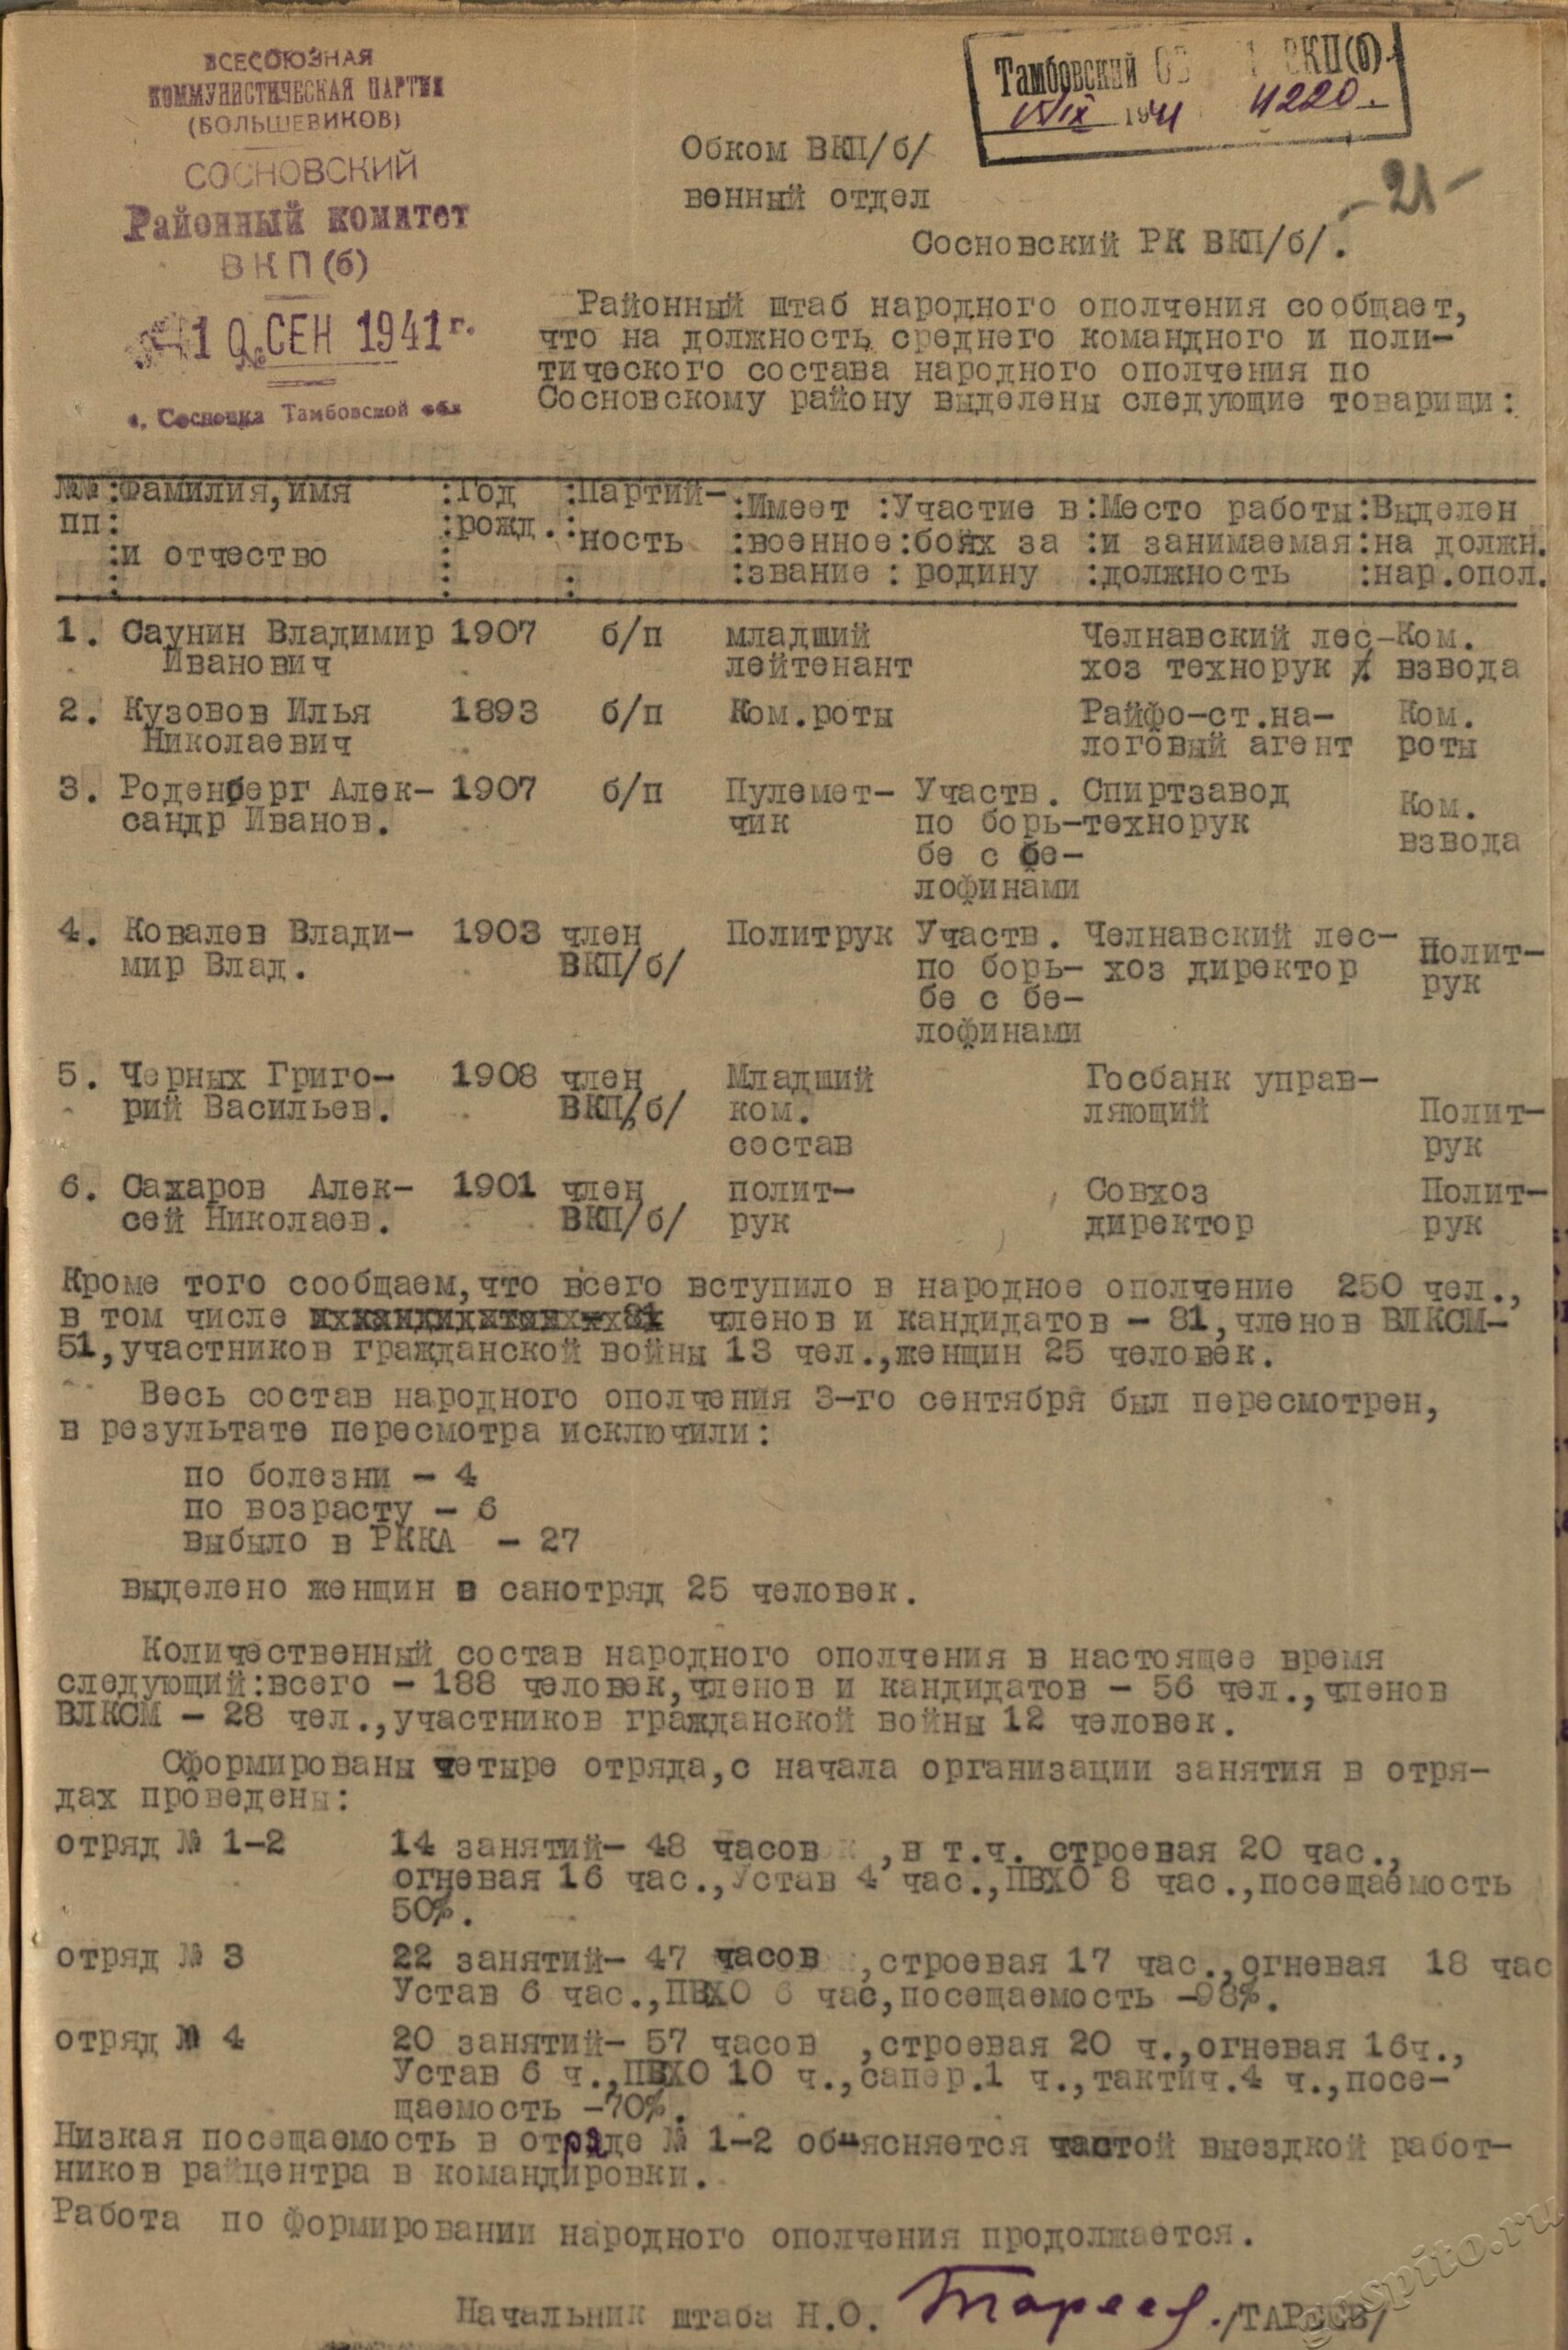 ВСЕСОЮЗНАЯ
КОММУНИСТИЧЕСКАЯ ПАРТИЯ
(БОЛЬШЕВИКОВ)
СОСНОВСКИЙ
Районный комитет
ВКП(б)
10 СЕН 1941 г.
с. Сосновка Тамбовской обл
Тамбовский ВКП(б)
1941 4220.
Обком ВКП/б/
венный отдел
-21-
Сосновский РК ВКП/б/.
Районный штаб народного ополчения сообщает,
что на должность среднего командного и поли-
тического состава народного ополчения по
Сосновскому району выделены следующие товарищи:
№№ :Фамилия,имя :Год :Партий- :Имеет :Участие в :Место работы :Выделен
пп: :рожд. : ность :военное :боях за :и занимаемая :на должн.
:и отчество : : :звание : родину :должность :нар.опол.
1. Саунин Владимир 1907 б/п младший Челнавский лес- Ком.
Иванович лейтенант хоз технорук взвода
2. Кузовов Илья 1893 б/п Ком.роты Райфо-ст.на- Ком.
Николаевич логовый агент роты
3. Роденберг Алек- 1907 б/п Пулемет- Участв. Спиртзавод Ком.
сандр Иванов. чик по борь- технорук взвода
бе с бе-
лофинами
4. Ковалев Влади- 1903 член Политрук Участв. Челнавский лес- Полит-
мир Влад. ВКП/б/ по борь- хоз директор рук
бе с бе-
лофинами
5. Черных Григо- 1908 член Младший Госбанк управ-
рий Васильев. ВКП/б/ ком. ляющий Полит-
состав рук
6. Сахаров Алек- 1901 член полит- Совхоз Полит-
сей Николаев. ВКП/б/ рук директор рук
Кроме того сообщаем,что всего вступило в народное ополчение 250 чел.,
в том числе членов и кандидатов - 81,членов ВЛКСМ-
51,участников гражданской войны 13 чел.,женщин 25 человек.
Весь состав народного ополчения 3-го сентября был пересмотрен,
в результате пересмотра исключили:
по болезни - 4
по возрасту - 6
выбыло в РККА - 27
выделено женщин в санотряд 25 человек.
Количественный состав народного ополчения в настоящее время
следующий:всего - 188 человек,членов и кандидатов - 56 чел.,членов
ВЛКСМ - 28 чел.,участников гражданской войны 12 человек.
Сформированы четыре отряда,с начала организации занятия в отря-
дах проведены:
отряд № 1-2 14 занятий- 48 часов ,в т.ч. строевая 20 час.,
огневая 16 час.,Устав 4 час.,ПВХО 8 час.,посещаемость
50%.
отряд № 3 22 занятий- 47 часов ,строевая 17 час.,огневая 18 час
Устав 6 час.,ПВХО 6 час,посещаемость -98%.
отряд № 4 20 занятий- 57 часов ,строевая 20 ч.,огневая 16ч.,
Устав 6 ч.,ПВХО 10 ч.,сапер.1 ч.,тактич.4 ч.,посе-
щаемость -70%.
Низкая посещаемость в отряде № 1-2 об"ясняется частой выездкой работ-
ников райцентра в командировки.
Работа по формировании народного ополчения продолжается.
Начальник штаба Н.О. Тареев. /ТАРЕЕВ/
gaspito.ru